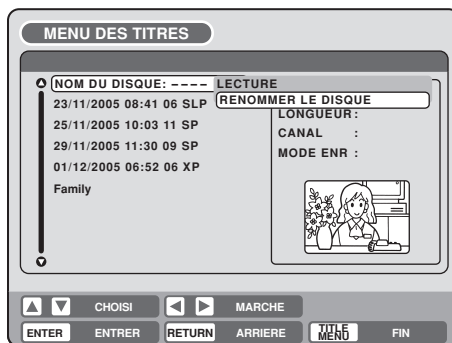 MENU DES TITRES
NOM DU DISQUE: ---- LECTURE
RENOMMER LE DISQUE
23/11/2005 08:41 06 SLP
25/11/2005 10:03 11 SP
29/11/2005 11:30 09 SP
01/12/2005 06:52 06 XP
Family
LONGUEUR:
CANAL :
MODE ENR :
CHOISI MARCHE
ENTER ENTRER RETURN ARRIERE TITLE MENU FIN